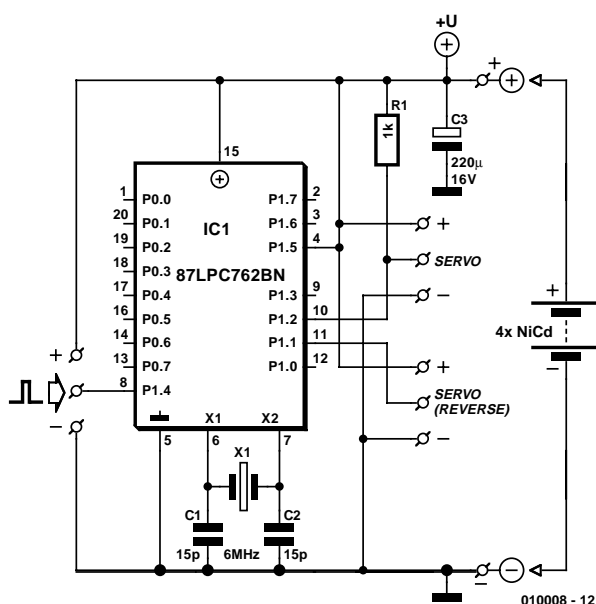 +U
+
R1
1k
C3
220µ
16V
15
IC1
87LPC762BN
1 P0.0
20 P0.1
19 P0.2
18 P0.3
17 P0.4
16 P0.5
14 P0.6
13 P0.7
8 P1.4
P1.7 2
P1.6 3
P1.5 4
P1.3 9
P1.2 10
P1.1 11
P1.0 12
+
SERVO
−
+
SERVO
(REVERSE)
−
+
4x NiCd
−
+
−
X1 X2
5 6 7
X1
C1 C2
15p 6MHz 15p
−
010008 - 12